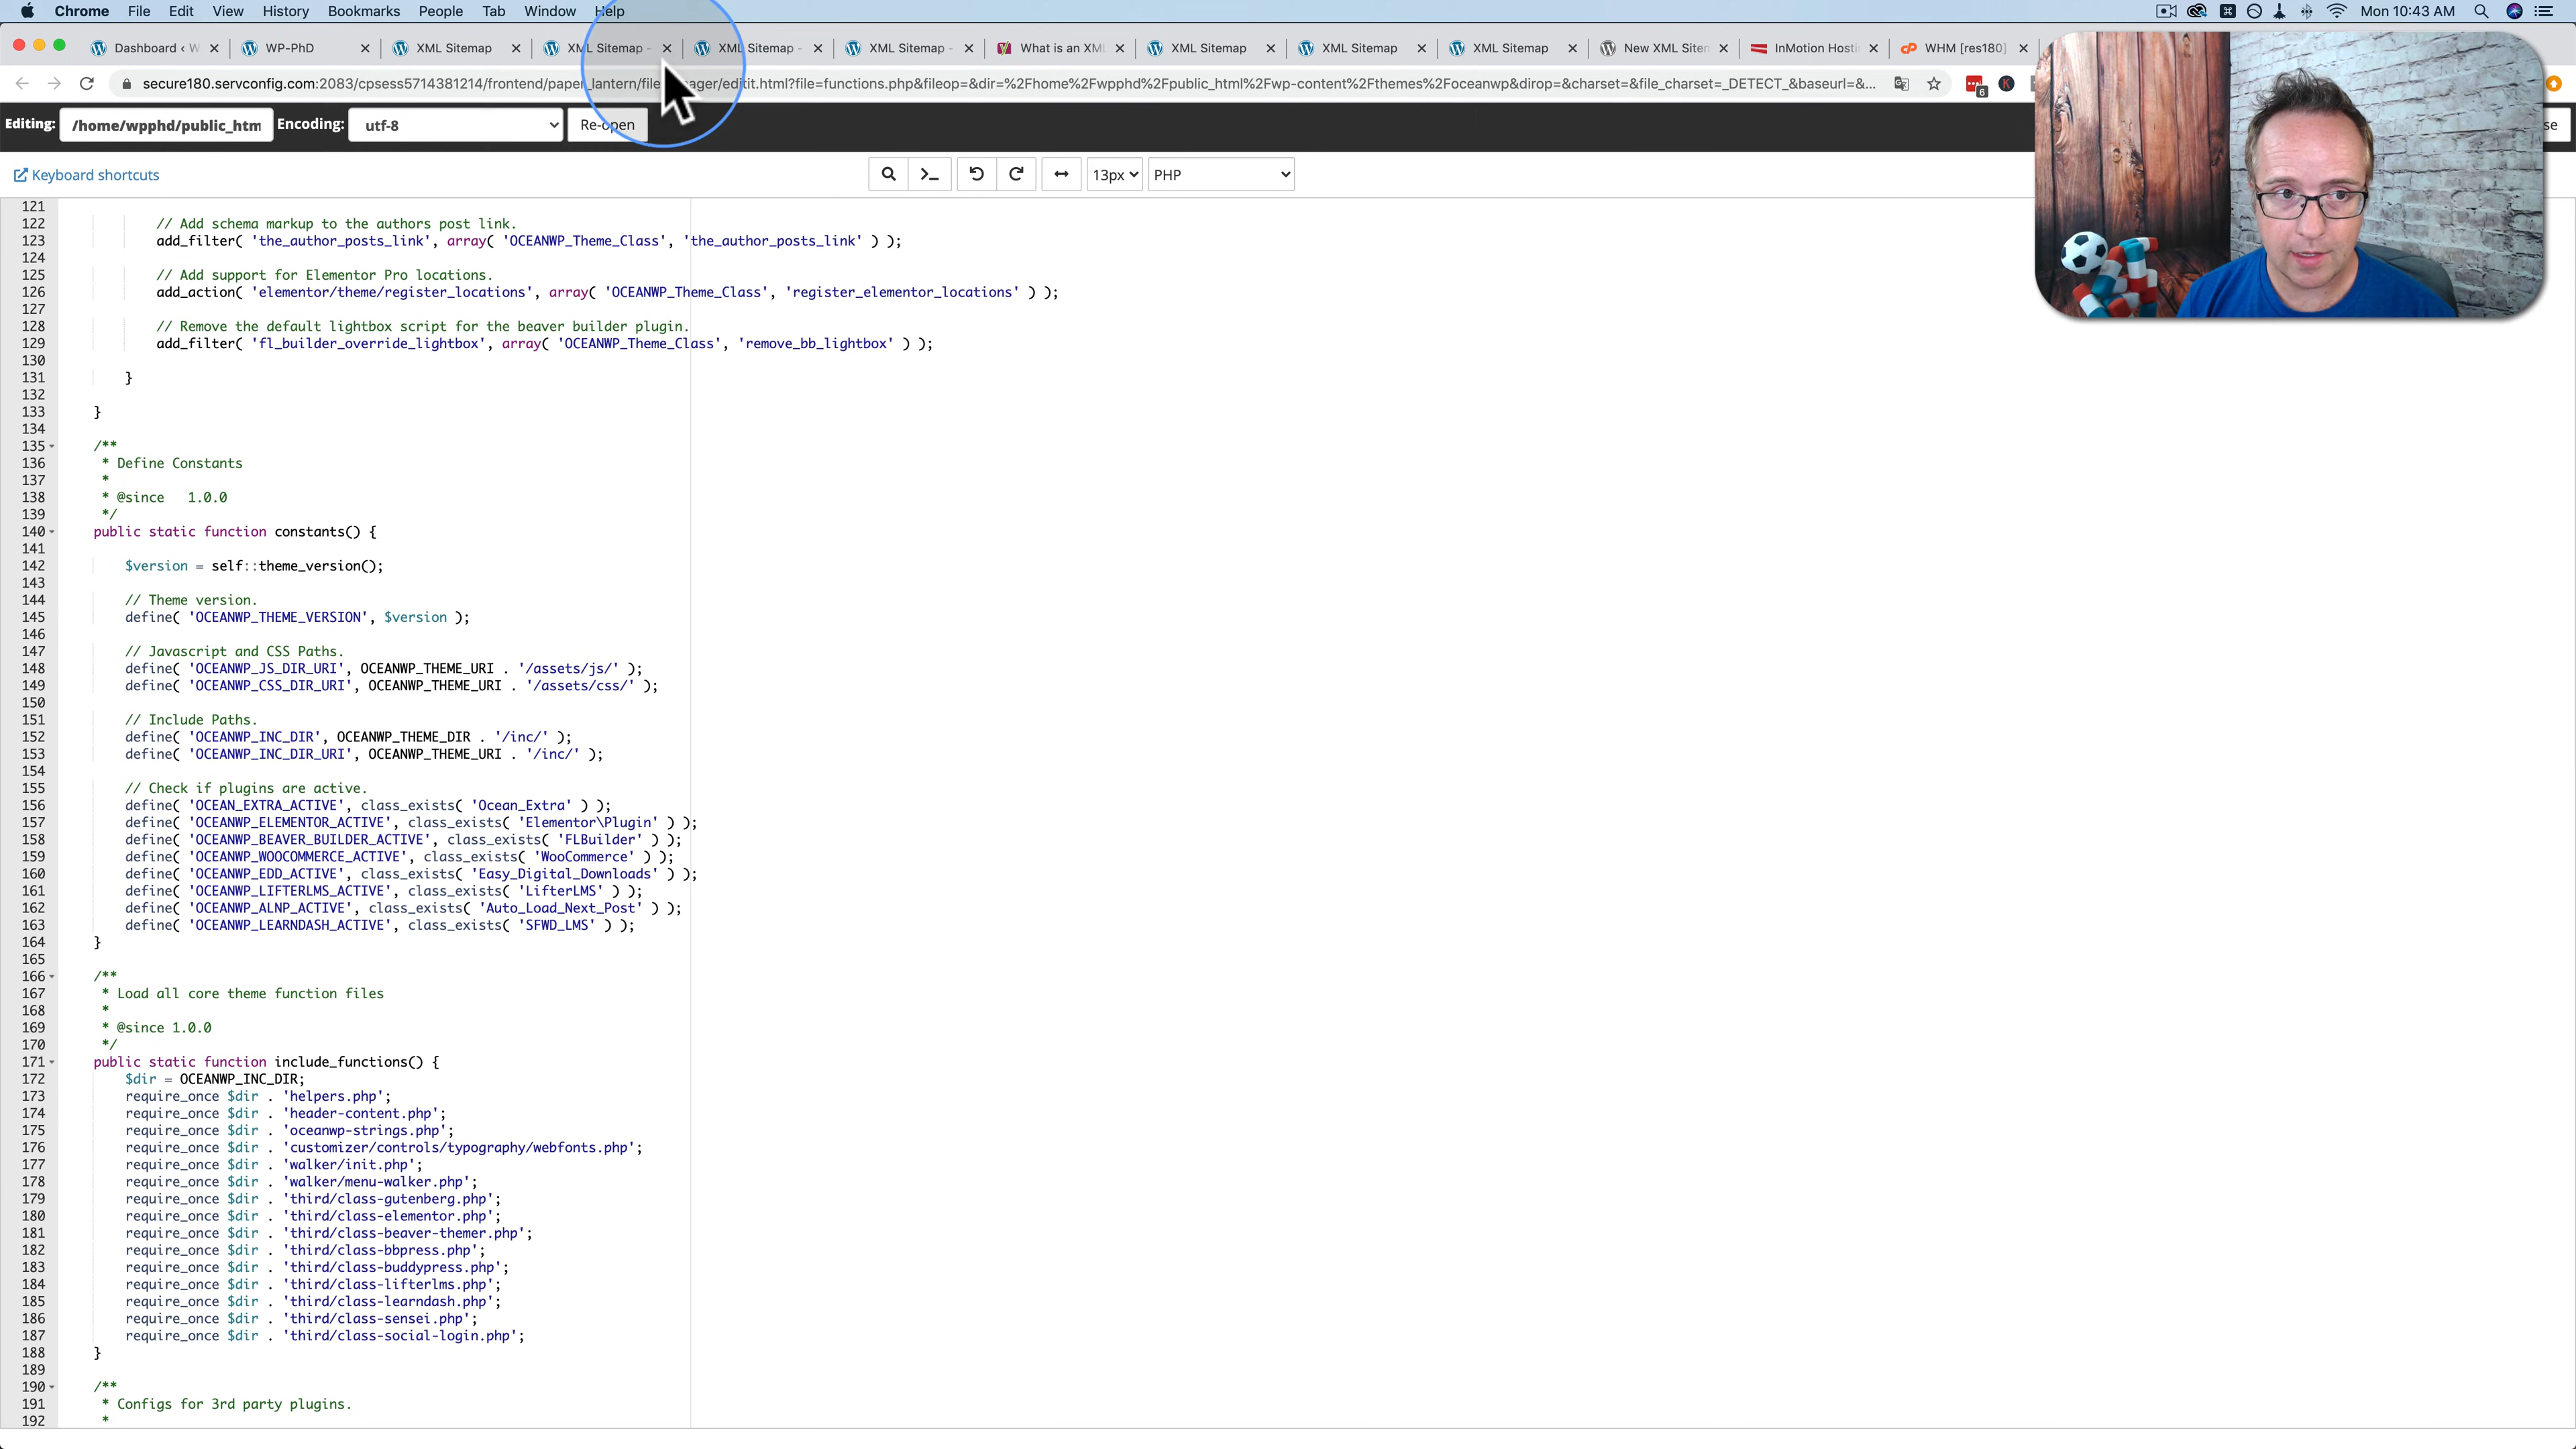 Chrome File Edit View History Bookmarks People Tab Window Help Mon 10:43 AM
Dashboard ‹ W WP-PhD XML Sitemap XML Sitemap - XML Sitemap - XML Sitemap - What is an XML XML Sitemap XML Sitemap XML Sitemap New XML Sitem InMotion Hosti WHM [res180]
secure180.servconfig.com:2083/cpsess5714381214/frontend/paper_lantern/filemanager/editit.html?file=functions.php&fileop=&dir=%2Fhome%2Fwpphd%2Fpublic_html%2Fwp-content%2Fthemes%2Foceanwp&dirop=&charset=&file_charset=_DETECT_&baseurl=&... 6
Editing: /home/wpphd/public_htm Encoding: utf-8 Re-open se
Keyboard shortcuts 13px PHP
121
122 // Add schema markup to the authors post link.
123 add_filter( 'the_author_posts_link', array( 'OCEANWP_Theme_Class', 'the_author_posts_link' ) );
124
125 // Add support for Elementor Pro locations.
126 add_action( 'elementor/theme/register_locations', array( 'OCEANWP_Theme_Class', 'register_elementor_locations' ) );
127
128 // Remove the default lightbox script for the beaver builder plugin.
129 add_filter( 'fl_builder_override_lightbox', array( 'OCEANWP_Theme_Class', 'remove_bb_lightbox' ) );
130
131 }
132
133 }
134
135 /**
136 * Define Constants
137 *
138 * @since 1.0.0
139 */
140 public static function constants() {
141
142 $version = self::theme_version();
143
144 // Theme version.
145 define( 'OCEANWP_THEME_VERSION', $version );
146
147 // Javascript and CSS Paths.
148 define( 'OCEANWP_JS_DIR_URI', OCEANWP_THEME_URI . '/assets/js/' );
149 define( 'OCEANWP_CSS_DIR_URI', OCEANWP_THEME_URI . '/assets/css/' );
150
151 // Include Paths.
152 define( 'OCEANWP_INC_DIR', OCEANWP_THEME_DIR . '/inc/' );
153 define( 'OCEANWP_INC_DIR_URI', OCEANWP_THEME_URI . '/inc/' );
154
155 // Check if plugins are active.
156 define( 'OCEAN_EXTRA_ACTIVE', class_exists( 'Ocean_Extra' ) );
157 define( 'OCEANWP_ELEMENTOR_ACTIVE', class_exists( 'Elementor\Plugin' ) );
158 define( 'OCEANWP_BEAVER_BUILDER_ACTIVE', class_exists( 'FLBuilder' ) );
159 define( 'OCEANWP_WOOCOMMERCE_ACTIVE', class_exists( 'WooCommerce' ) );
160 define( 'OCEANWP_EDD_ACTIVE', class_exists( 'Easy_Digital_Downloads' ) );
161 define( 'OCEANWP_LIFTERLMS_ACTIVE', class_exists( 'LifterLMS' ) );
162 define( 'OCEANWP_ALNP_ACTIVE', class_exists( 'Auto_Load_Next_Post' ) );
163 define( 'OCEANWP_LEARNDASH_ACTIVE', class_exists( 'SFWD_LMS' ) );
164 }
165
166 /**
167 * Load all core theme function files
168 *
169 * @since 1.0.0
170 */
171 public static function include_functions() {
172 $dir = OCEANWP_INC_DIR;
173 require_once $dir . 'helpers.php';
174 require_once $dir . 'header-content.php';
175 require_once $dir . 'oceanwp-strings.php';
176 require_once $dir . 'customizer/controls/typography/webfonts.php';
177 require_once $dir . 'walker/init.php';
178 require_once $dir . 'walker/menu-walker.php';
179 require_once $dir . 'third/class-gutenberg.php';
180 require_once $dir . 'third/class-elementor.php';
181 require_once $dir . 'third/class-beaver-themer.php';
182 require_once $dir . 'third/class-bbpress.php';
183 require_once $dir . 'third/class-buddypress.php';
184 require_once $dir . 'third/class-lifterlms.php';
185 require_once $dir . 'third/class-learndash.php';
186 require_once $dir . 'third/class-sensei.php';
187 require_once $dir . 'third/class-social-login.php';
188 }
189
190 /**
191 * Configs for 3rd party plugins.
192 *